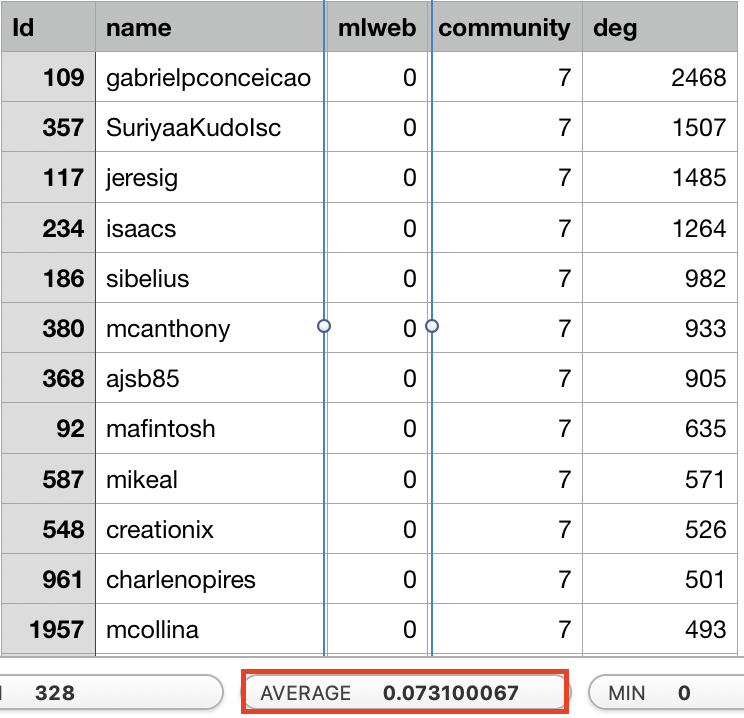 Id name mlweb community deg
109 gabrielpconceicao 0 7 2468
357 SuriyaaKudoIsc 0 7 1507
117 jeresig 0 7 1485
234 isaacs 0 7 1264
186 sibelius 0 7 982
380 mcanthony 0 7 933
368 ajsb85 0 7 905
92 mafintosh 0 7 635
587 mikeal 0 7 571
548 creationix 0 7 526
961 charlenopires 0 7 501
1957 mcollina 0 7 493
328 AVERAGE 0.073100067 MIN 0